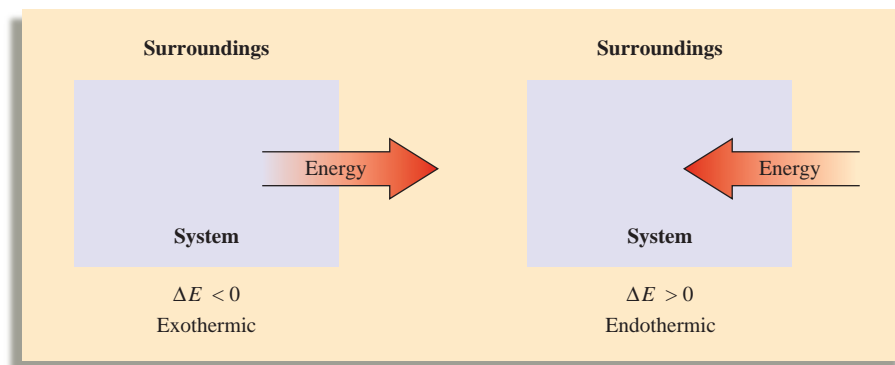 Surroundings
Energy
System
ΔE < 0
Exothermic
Surroundings
Energy
System
ΔE > 0
Endothermic